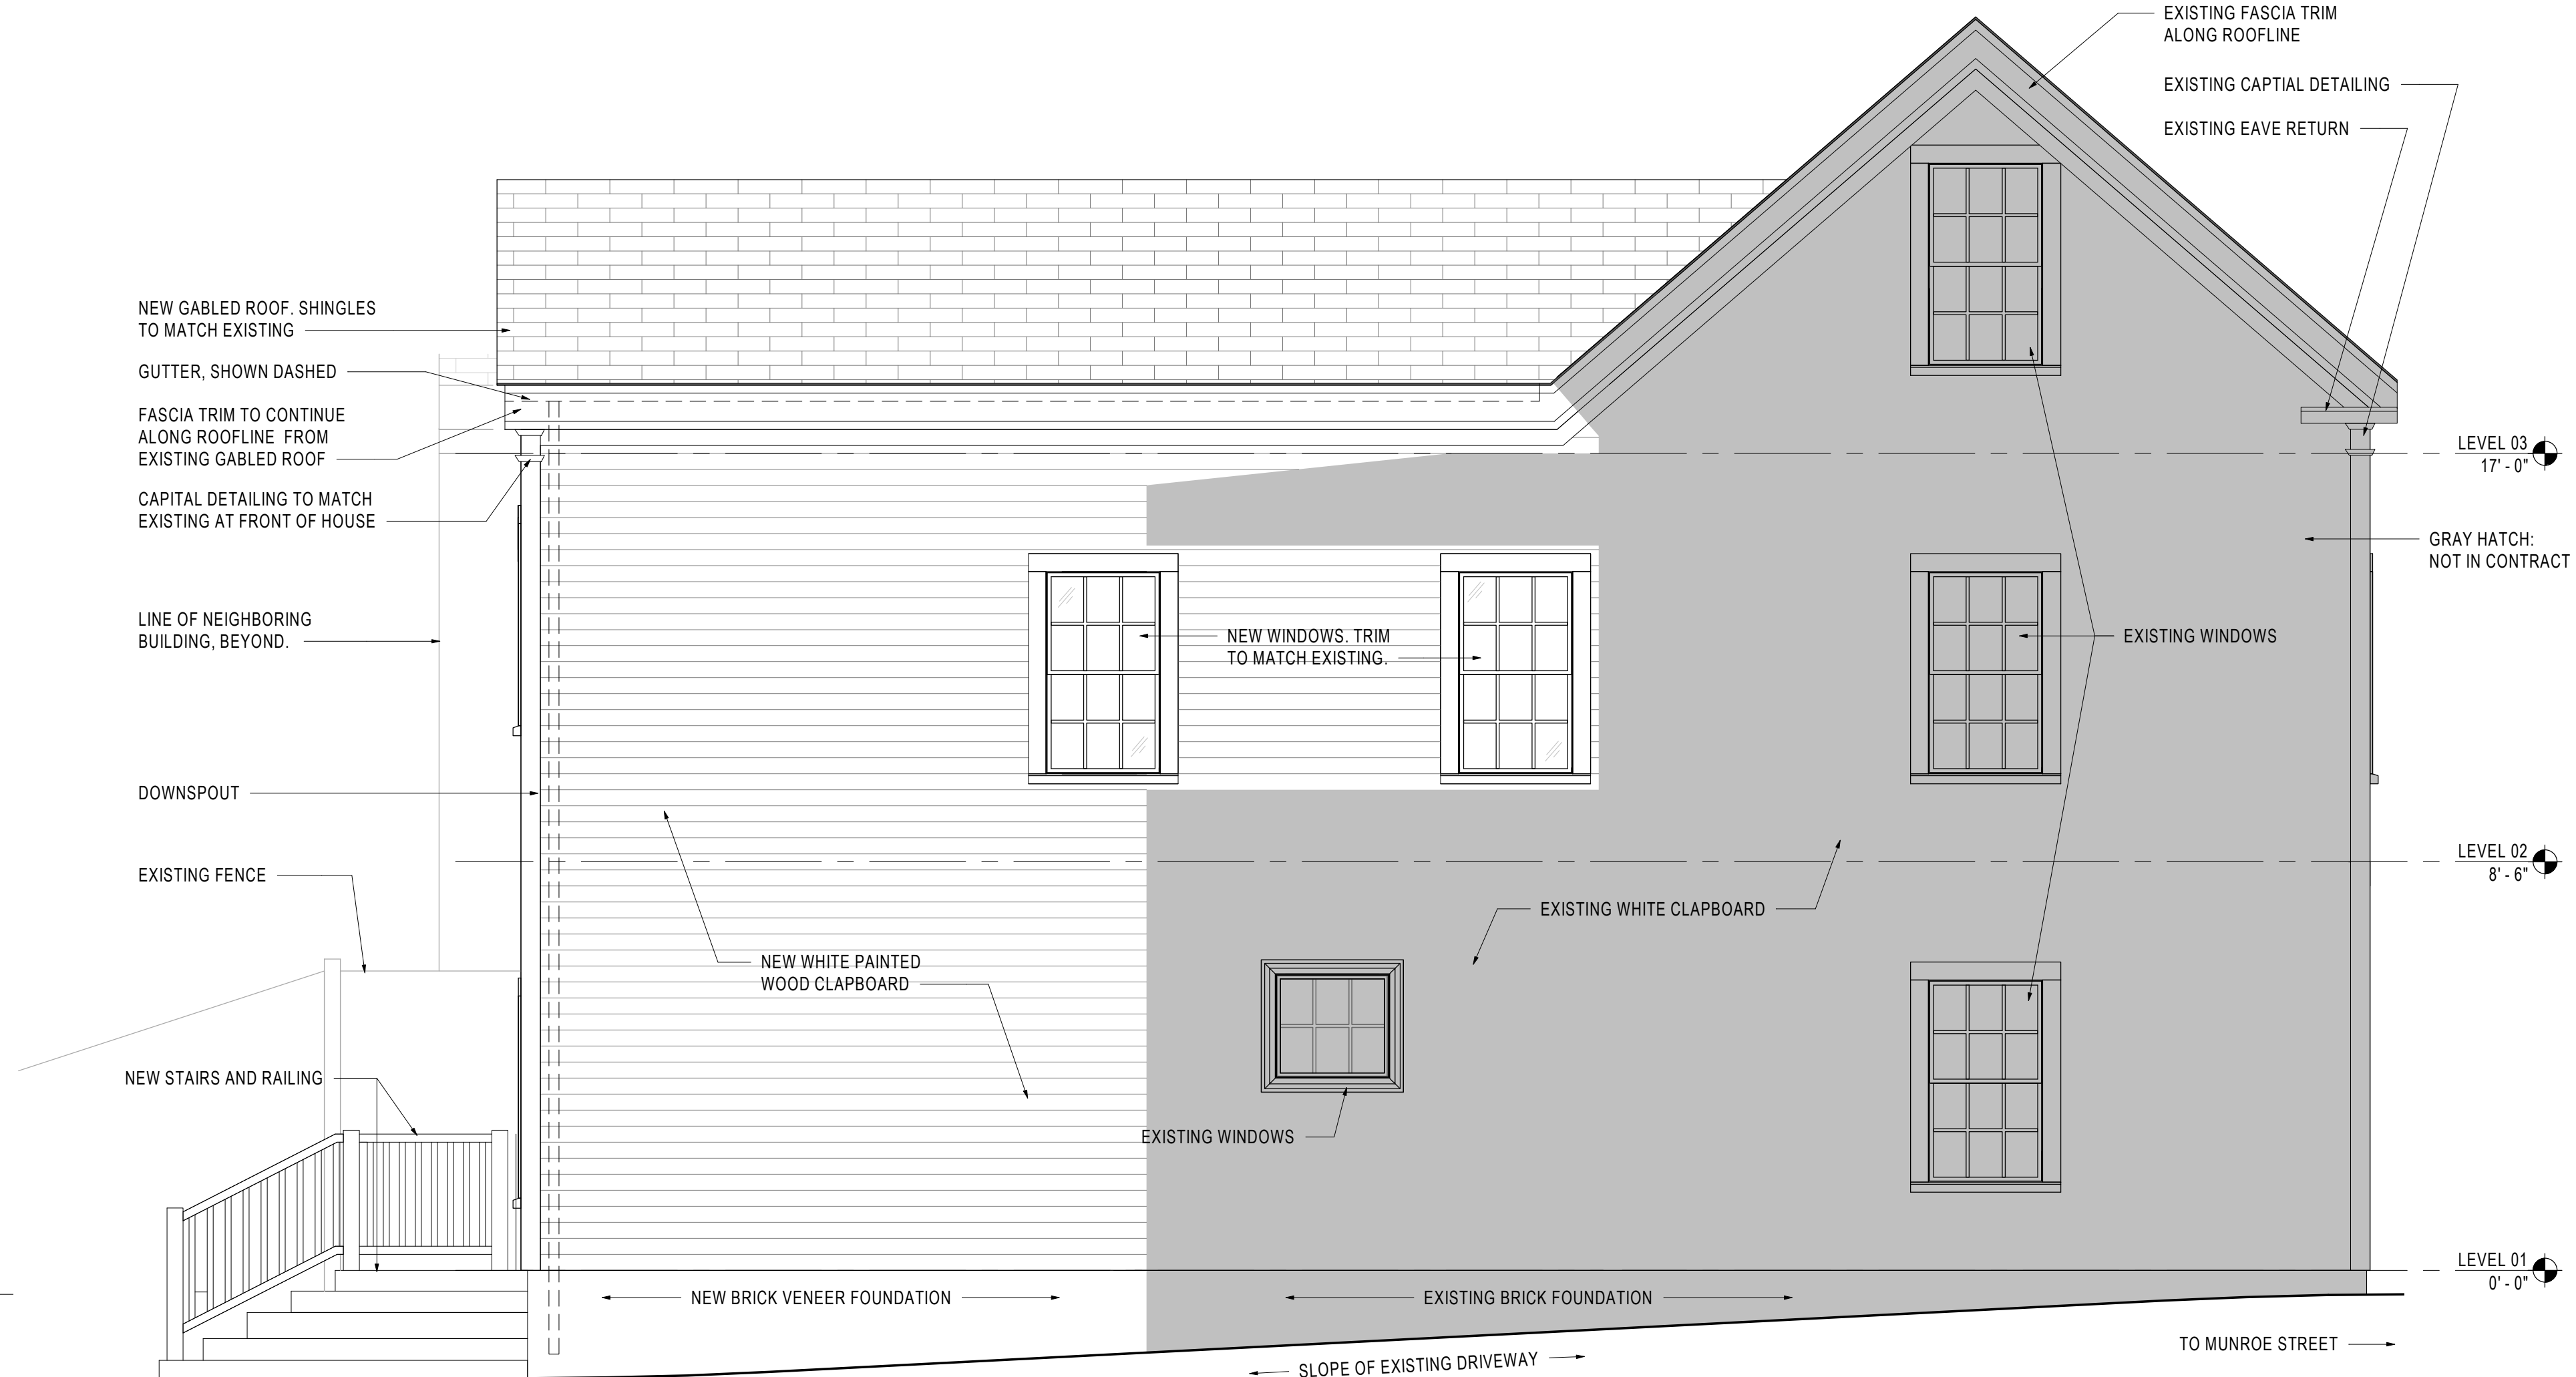 EXISTING FASCIA TRIM
ALONG ROOFLINE
EXISTING CAPTIAL DETAILING
EXISTING EAVE RETURN
NEW GABLED ROOF. SHINGLES
TO MATCH EXISTING
GUTTER, SHOWN DASHED
FASCIA TRIM TO CONTINUE
ALONG ROOFLINE FROM
EXISTING GABLED ROOF
CAPITAL DETAILING TO MATCH
EXISTING AT FRONT OF HOUSE
LEVEL 03
17' - 0"
GRAY HATCH:
NOT IN CONTRACT
LINE OF NEIGHBORING
BUILDING, BEYOND.
NEW WINDOWS. TRIM
TO MATCH EXISTING.
EXISTING WINDOWS
DOWNSPOUT
LEVEL 02
8' - 6"
EXISTING FENCE
EXISTING WHITE CLAPBOARD
NEW WHITE PAINTED
WOOD CLAPBOARD
NEW STAIRS AND RAILING
EXISTING WINDOWS
LEVEL 01
0' - 0"
NEW BRICK VENEER FOUNDATION
EXISTING BRICK FOUNDATION
TO MUNROE STREET
SLOPE OF EXISTING DRIVEWAY